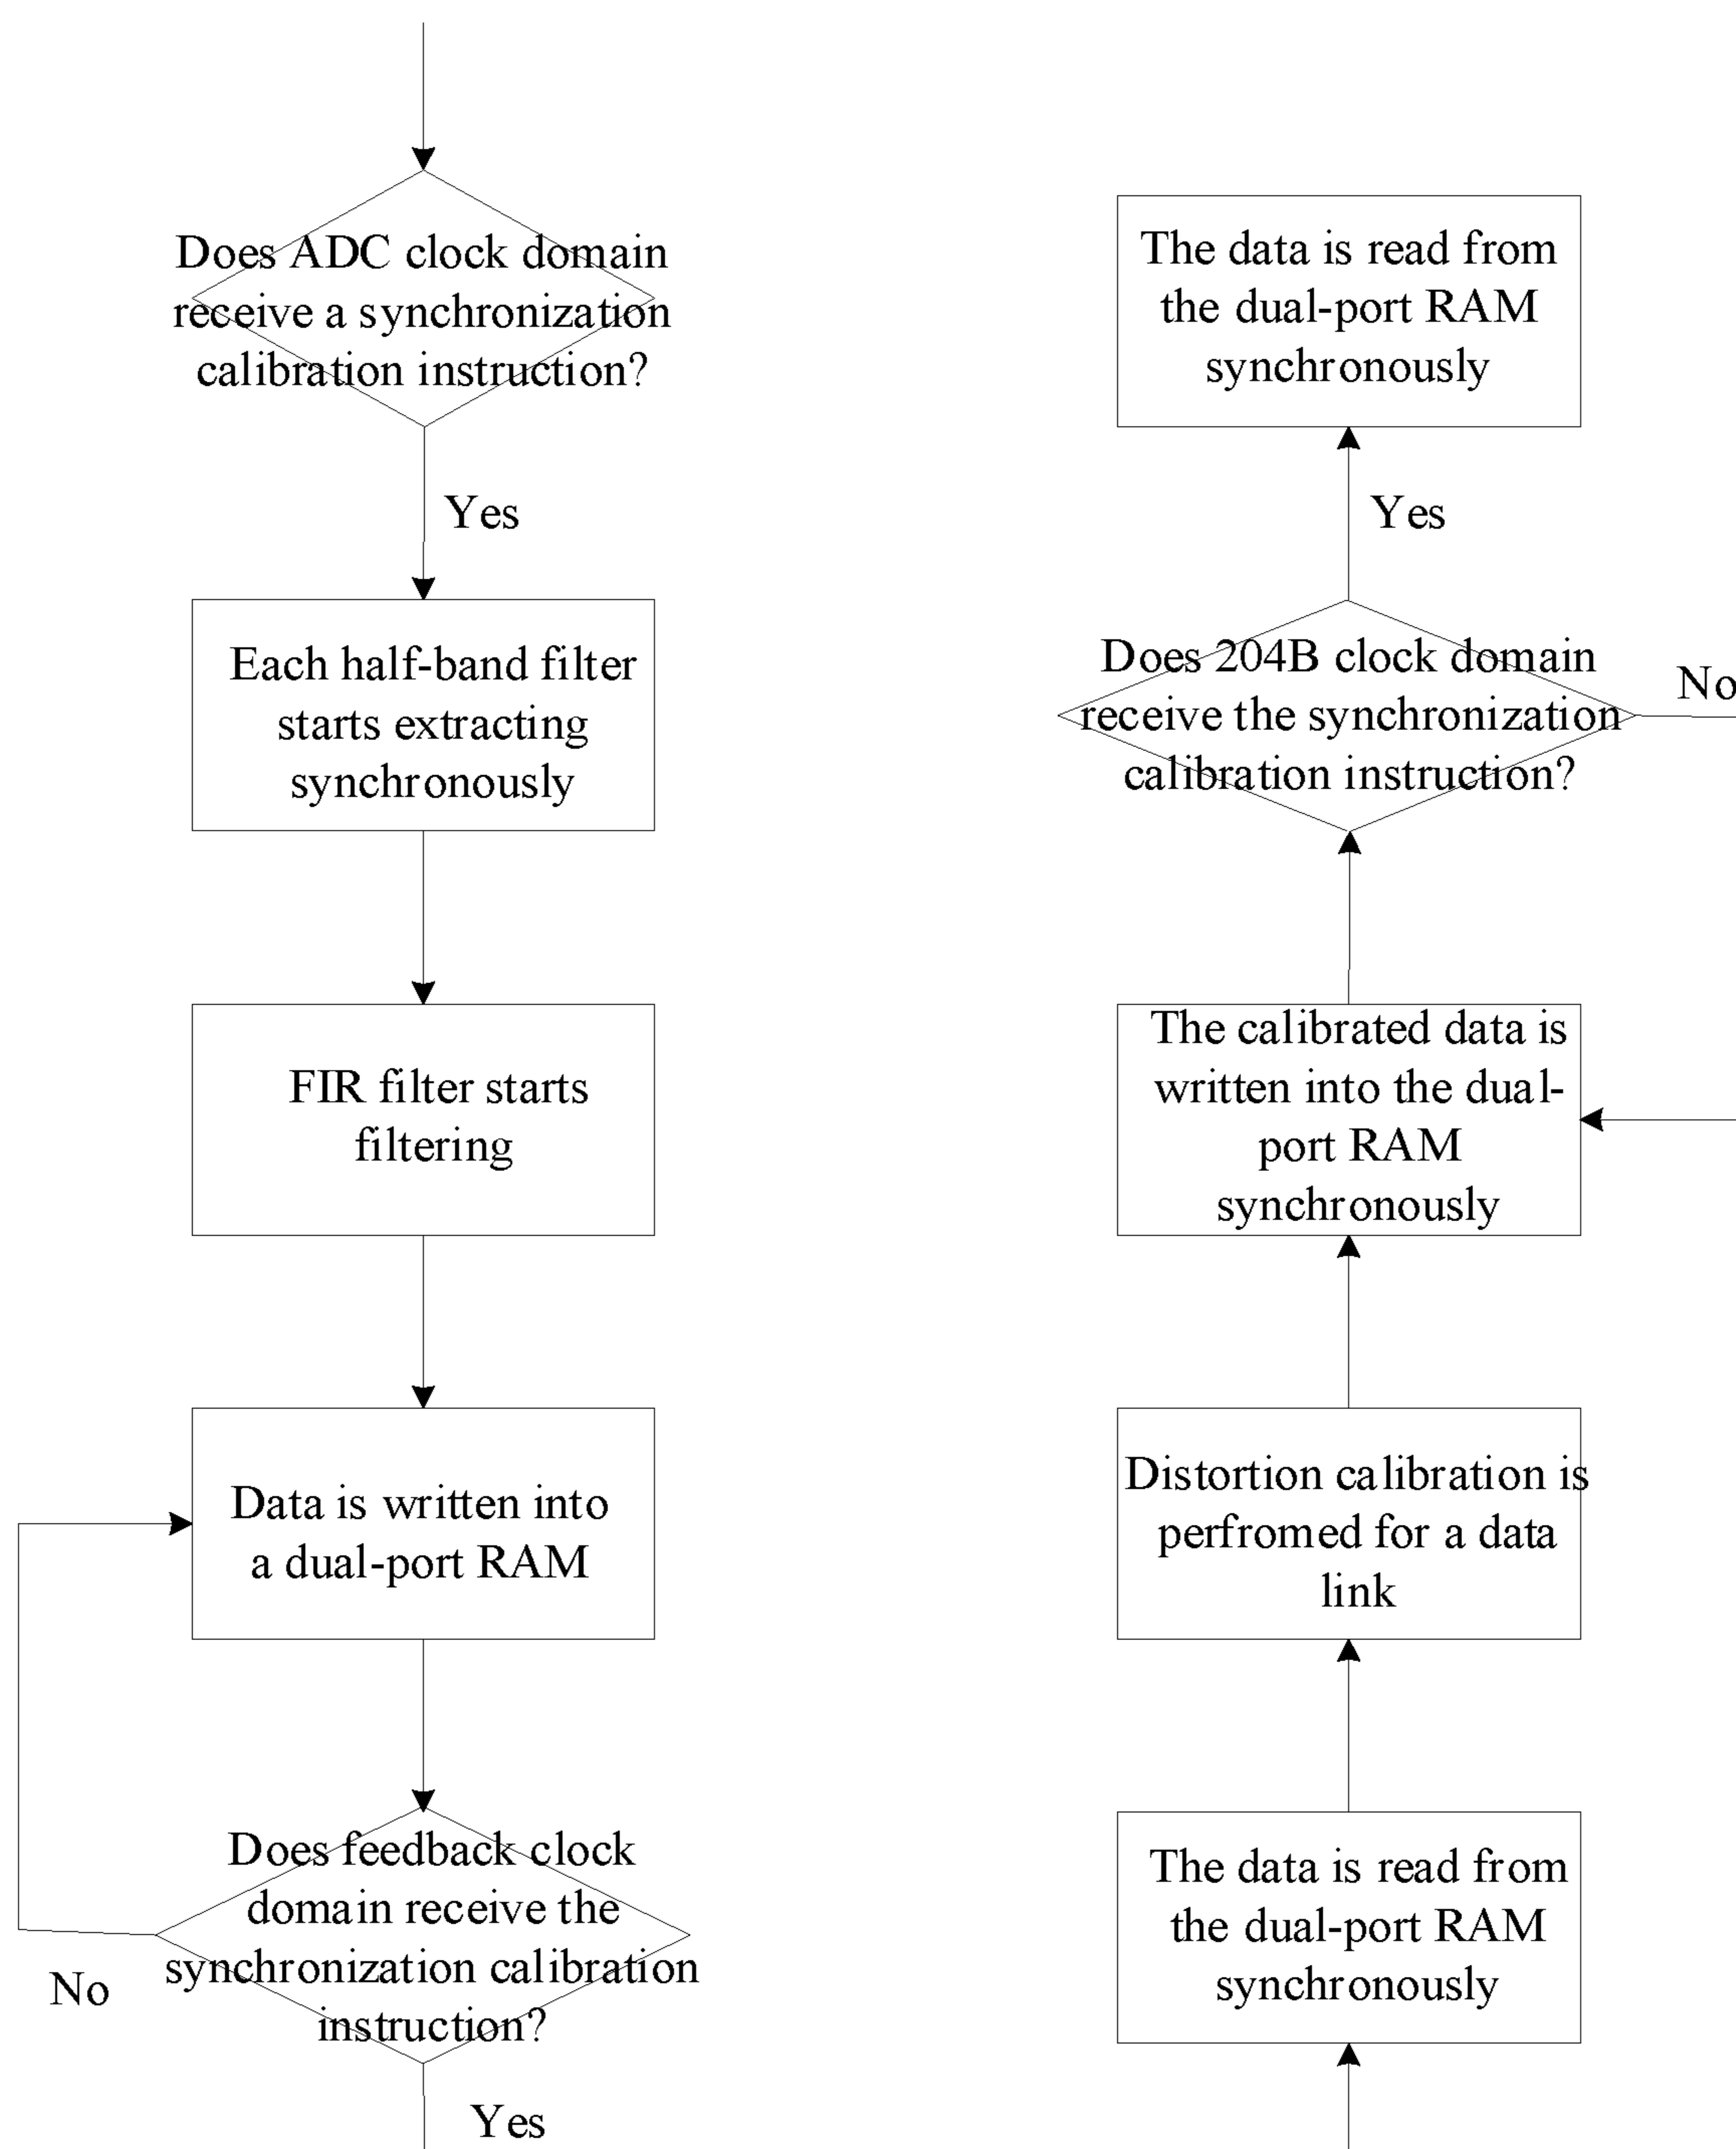 Does ADC clock domain
receive a synchronization
calibration instruction?
Yes
Each half-band filter
starts extracting
synchronously
FIR filter starts
filtering
Data is written into
a dual-port RAM
Does feedback clock
domain receive the
synchronization calibration
instruction?
No
Yes
The data is read from
the dual-port RAM
synchronously
Yes
Does 204B clock domain
receive the synchronization
calibration instruction?
No
The calibrated data is
written into the dual-
port RAM
synchronously
Distortion calibration is
perfromed for a data
link
The data is read from
the dual-port RAM
synchronously